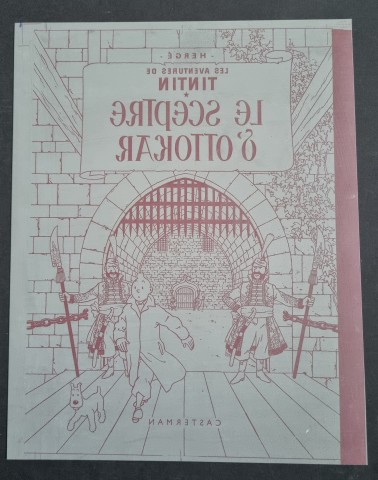 - HERGÉ -
LES AVENTURES DE
TINTIN
★
LE SCEPTRE
D'OTTOKAR
CASTERMAN